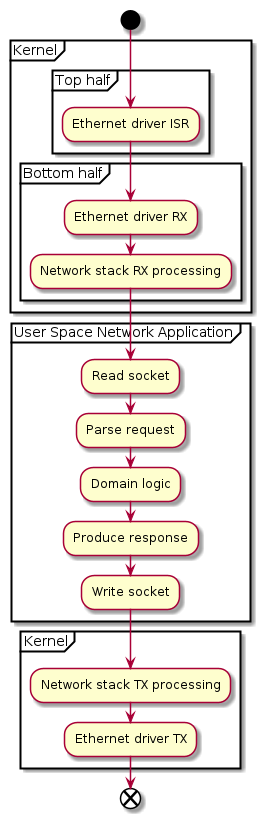 Kernel
Top half
Ethernet driver ISR
Bottom half
Ethernet driver RX
Network stack RX processing
User Space Network Application
Read socket
Parse request
Domain logic
Produce response
Write socket
Kernel
Network stack TX processing
Ethernet driver TX